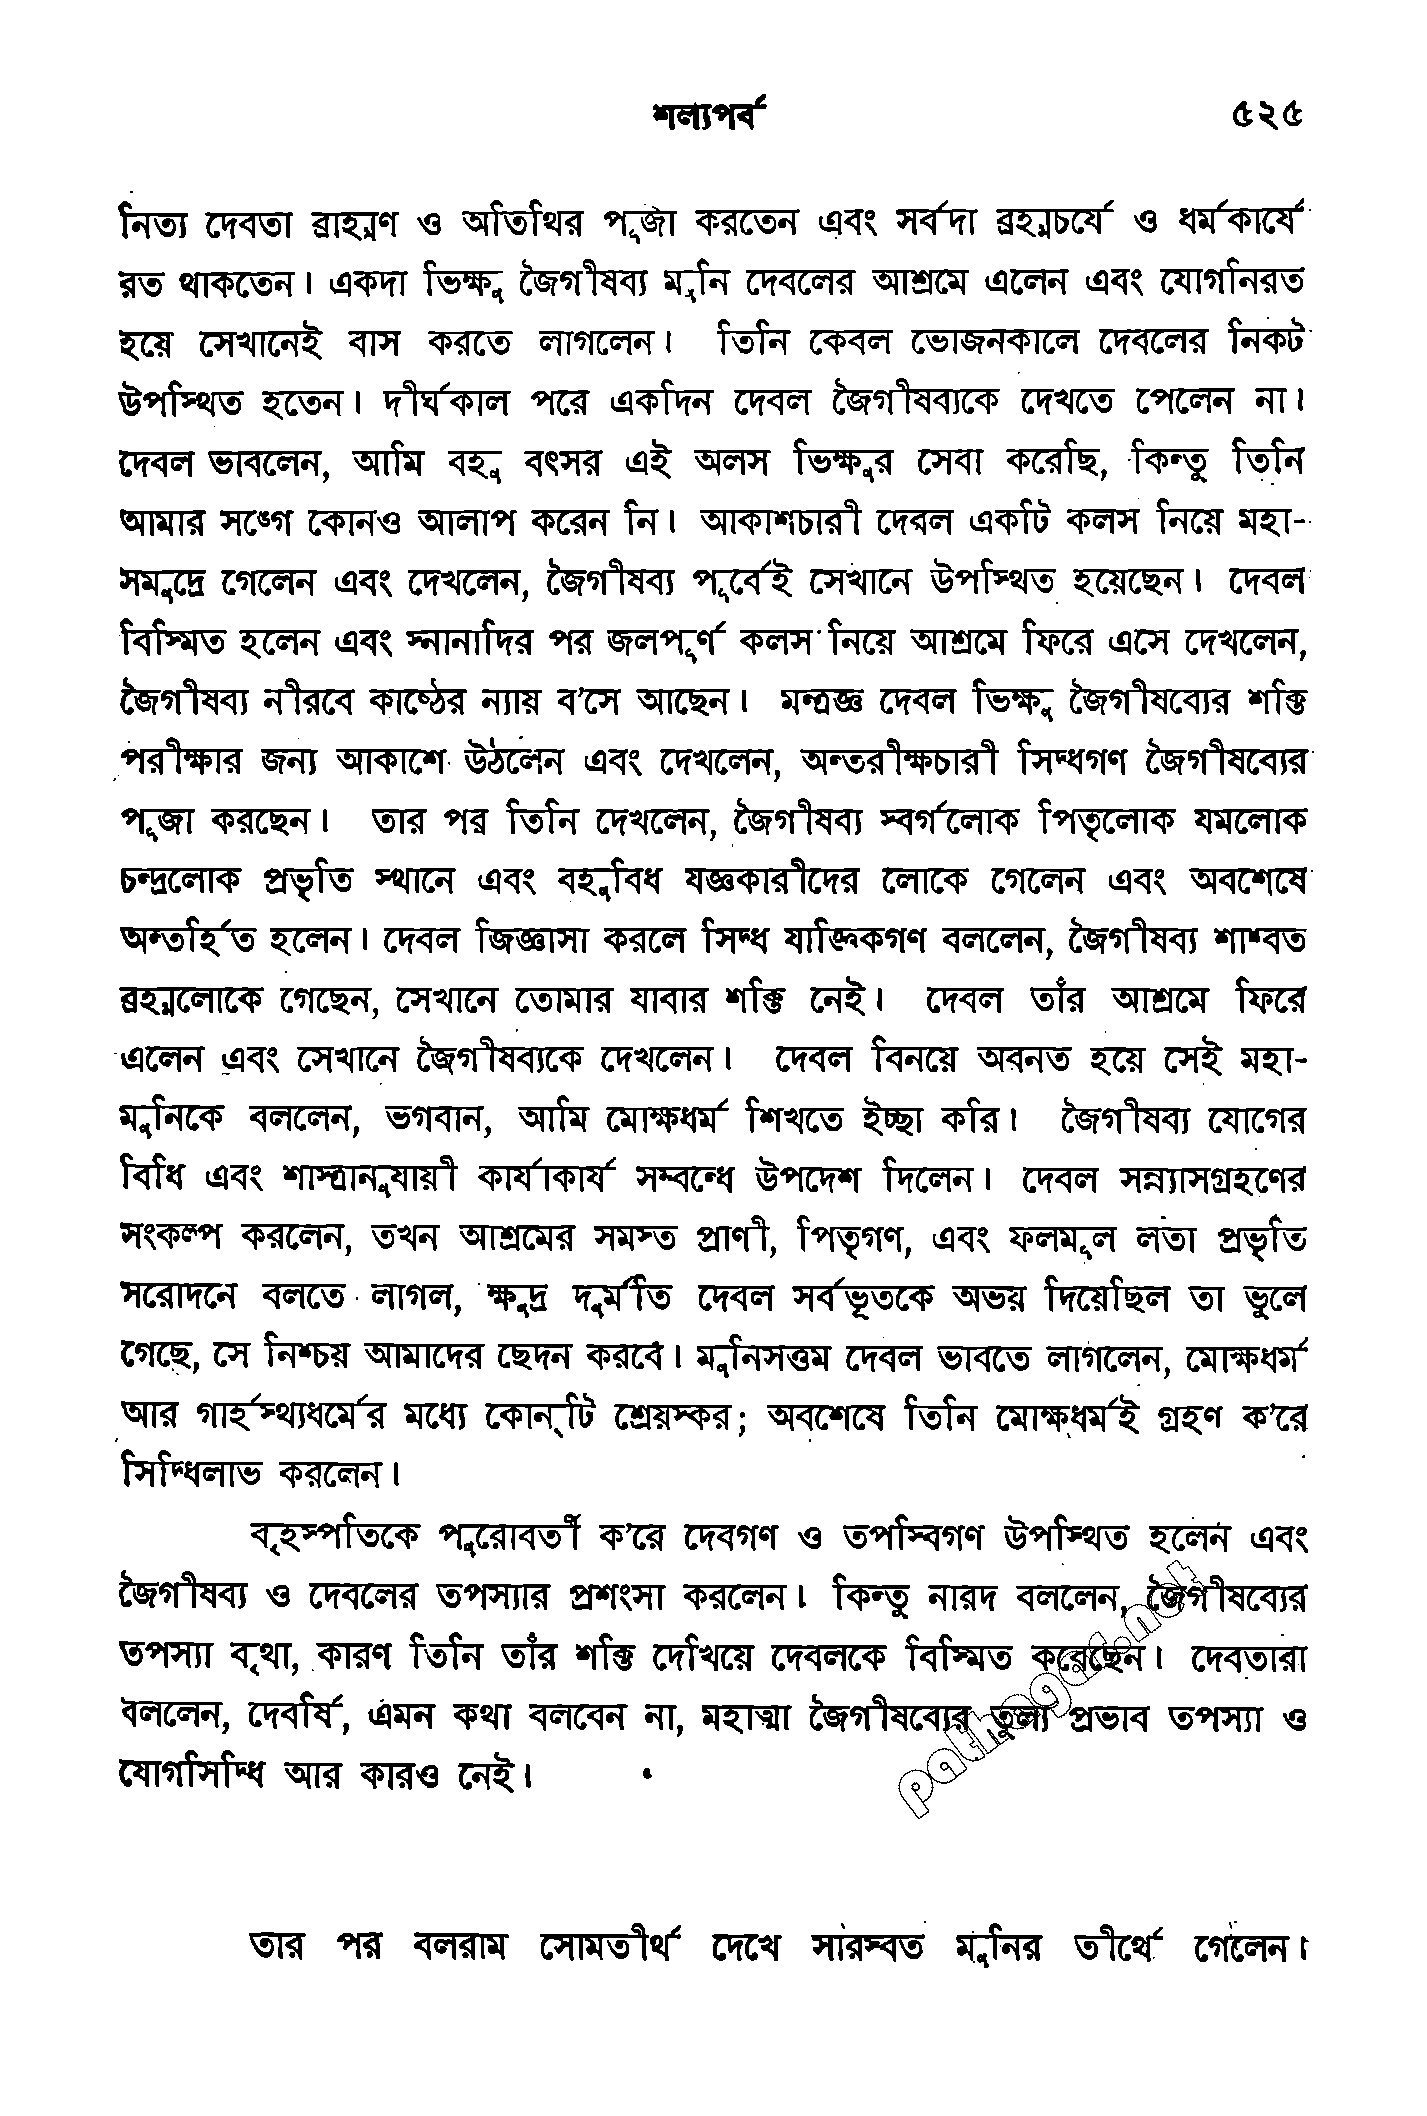 শল্যপর্ব ৫২৫
নিত্য দেবতা ব্রাহ্মণ ও অতিথির পূজা করতেন এবং সর্বদা ব্রহ্মচর্যে ও ধর্মকার্যে
রত থাকতেন। একদা ভিক্ষু জৈগীষব্য মুনি দেবলের আশ্রমে এলেন এবং যোগনিরত
হয়ে সেখানেই বাস করতে লাগলেন। তিনি কেবল ভোজনকালে দেবলের নিকট
উপস্থিত হতেন। দীর্ঘকাল পরে একদিন দেবল জৈগীষব্যকে দেখতে পেলেন না।
দেবল ভাবলেন, আমি বহু বৎসর এই অলস ভিক্ষুর সেবা করেছি, কিন্তু তিনি
আমার সঙ্গে কোনও আলাপ করেন নি। আকাশচারী দেবল একটি কলস নিয়ে মহা-
সমুদ্রে গেলেন এবং দেখলেন, জৈগীষব্য পূর্বেই সেখানে উপস্থিত হয়েছেন। দেবল
বিস্মিত হলেন এবং স্নানাদির পর জলপূর্ণ কলস নিয়ে আশ্রমে ফিরে এসে দেখলেন,
জৈগীষব্য নীরবে কাষ্ঠের ন্যায় ব'সে আছেন। মন্ত্রজ্ঞ দেবল ভিক্ষু জৈগীষব্যের শক্তি
পরীক্ষার জন্য আকাশে উঠলেন এবং দেখলেন, অন্তরীক্ষচারী সিদ্ধগণ জৈগীষব্যের
পূজা করছেন। তার পর তিনি দেখলেন, জৈগীষব্য স্বর্গলোক পিতৃলোক যমলোক
চন্দ্রলোক প্রভৃতি স্থানে এবং বহুবিধ যজ্ঞকারীদের লোকে গেলেন এবং অবশেষে
অন্তর্হিত হলেন। দেবল জিজ্ঞাসা করলে সিদ্ধ যাজ্ঞিকগণ বললেন, জৈগীষব্য শাশ্বত
ব্রহ্মলোকে গেছেন, সেখানে তোমার যাবার শক্তি নেই। দেবল তাঁর আশ্রমে ফিরে
এলেন এবং সেখানে জৈগীষব্যকে দেখলেন। দেবল বিনয়ে অবনত হয়ে সেই মহা-
মুনিকে বললেন, ভগবান, আমি মোক্ষধর্ম শিখতে ইচ্ছা করি। জৈগীষব্য যোগের
বিধি এবং শাস্ত্রানুযায়ী কার্যাকার্য সম্বন্ধে উপদেশ দিলেন। দেবল সন্ন্যাসগ্রহণের
সংকল্প করলেন, তখন আশ্রমের সমস্ত প্রাণী, পিতৃগণ, এবং ফলমূল লতা প্রভৃতি
সরোদনে বলতে লাগল, ক্ষুদ্র দুর্মতি দেবল সর্বভূতকে অভয় দিয়েছিল তা ভুলে
গেছে, সে নিশ্চয় আমাদের ছেদন করবে। মুনিসত্তম দেবল ভাবতে লাগলেন, মোক্ষধর্ম
আর গার্হস্থ্যধর্মের মধ্যে কোন্‌টি শ্রেয়স্কর; অবশেষে তিনি মোক্ষধর্মই গ্রহণ ক'রে
সিদ্ধিলাভ করলেন।
বৃহস্পতিকে পুরোবর্তী ক'রে দেবগণ ও তপস্বিগণ উপস্থিত হলেন এবং
জৈগীষব্য ও দেবলের তপস্যার প্রশংসা করলেন। কিন্তু নারদ বললেন, জৈগীষব্যের
তপস্যা বৃথা, কারণ তিনি তাঁর শক্তি দেখিয়ে দেবলকে বিস্মিত করেছেন। দেবতারা
বললেন, দেবর্ষি, এমন কথা বলবেন না, মহাত্মা জৈগীষব্যের তুল্য প্রভাব তপস্যা ও
যোগসিদ্ধি আর কারও নেই।
pathagar.net
তার পর বলরাম সোমতীর্থ দেখে সারস্বত মুনির তীর্থে গেলেন।